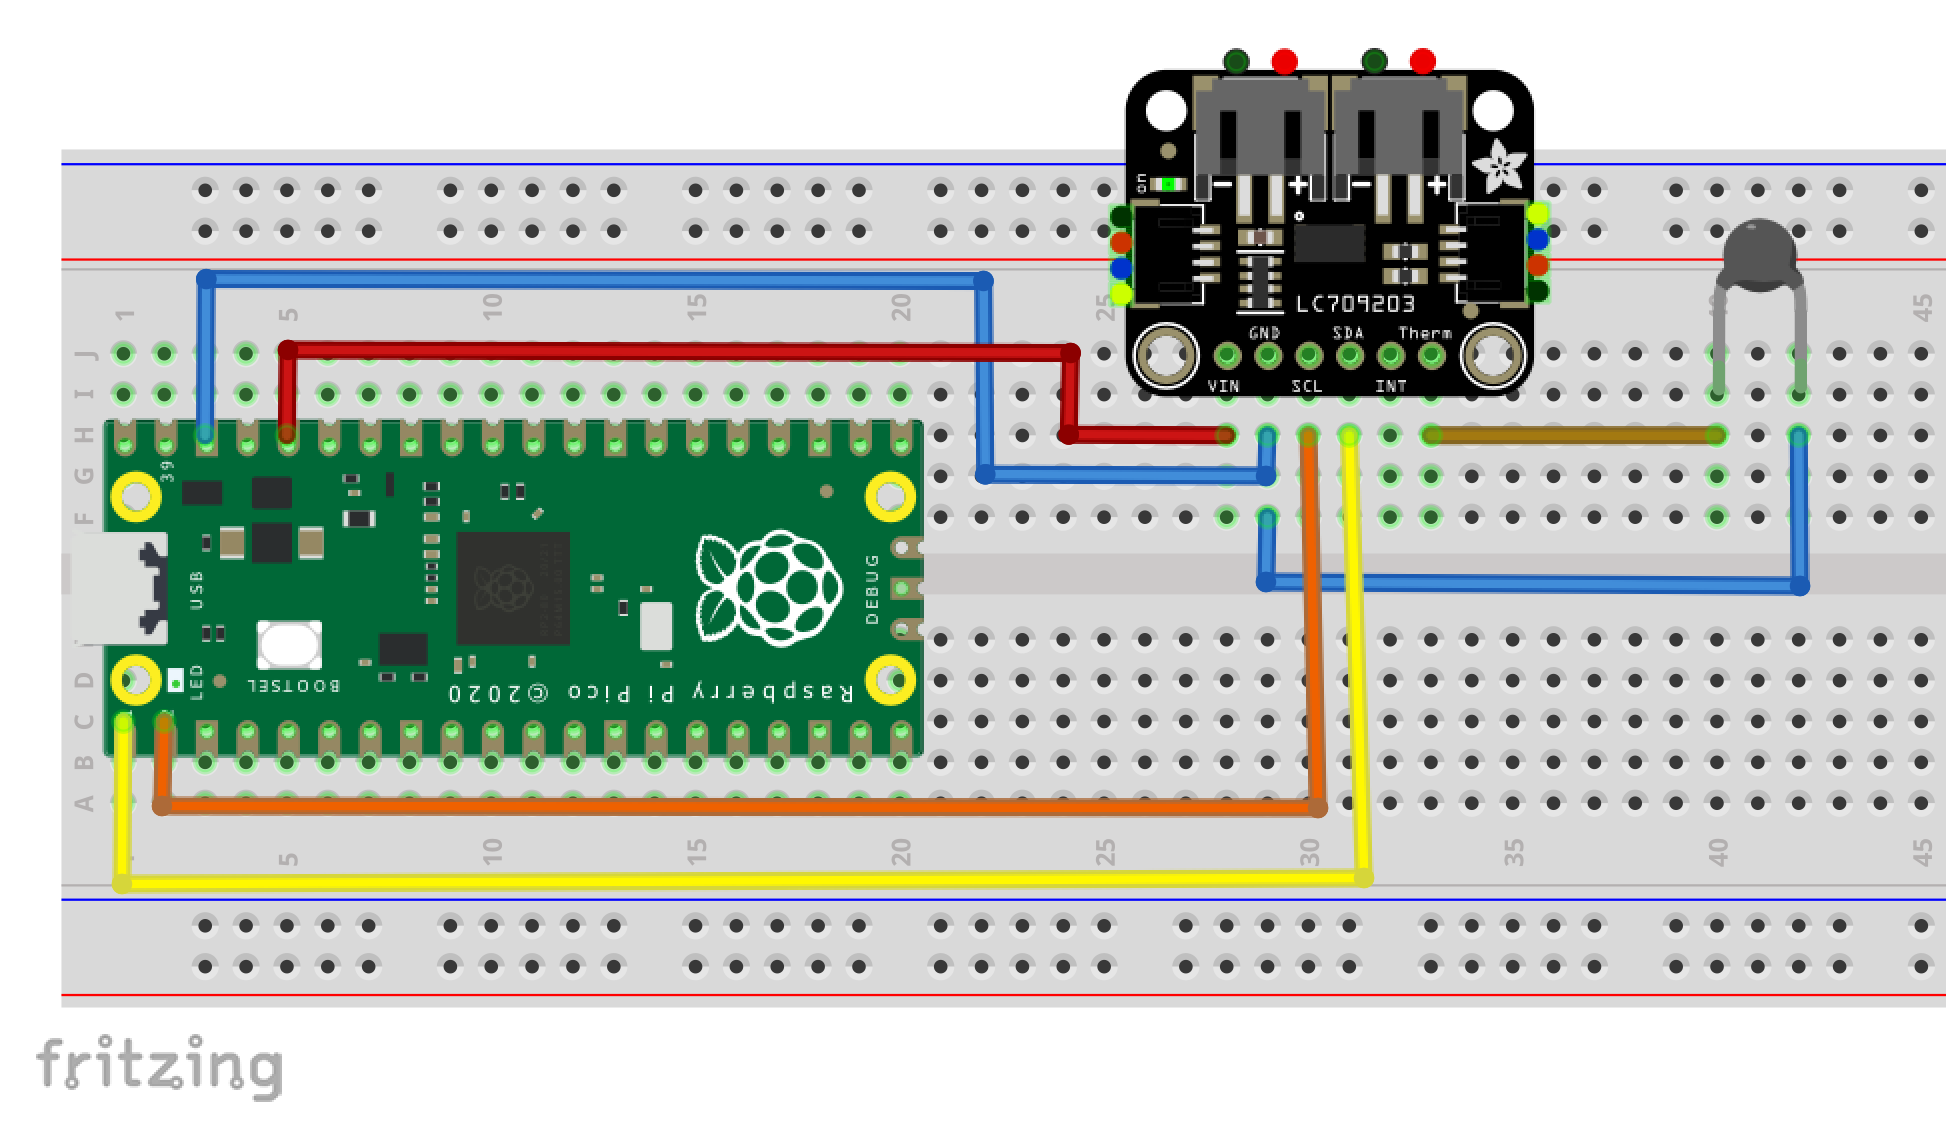 on
- + - +
LC709203
GND SDA Therm
VIN SCL INT
1 5 10 15 20 25 45
J
I
H
G
F
D
C
B
A
39
USB
DEBUG
LED
BOOTSEL
Raspberry Pi Pico ©2020
5 10 15 20 25 30 35 40 45
fritzing